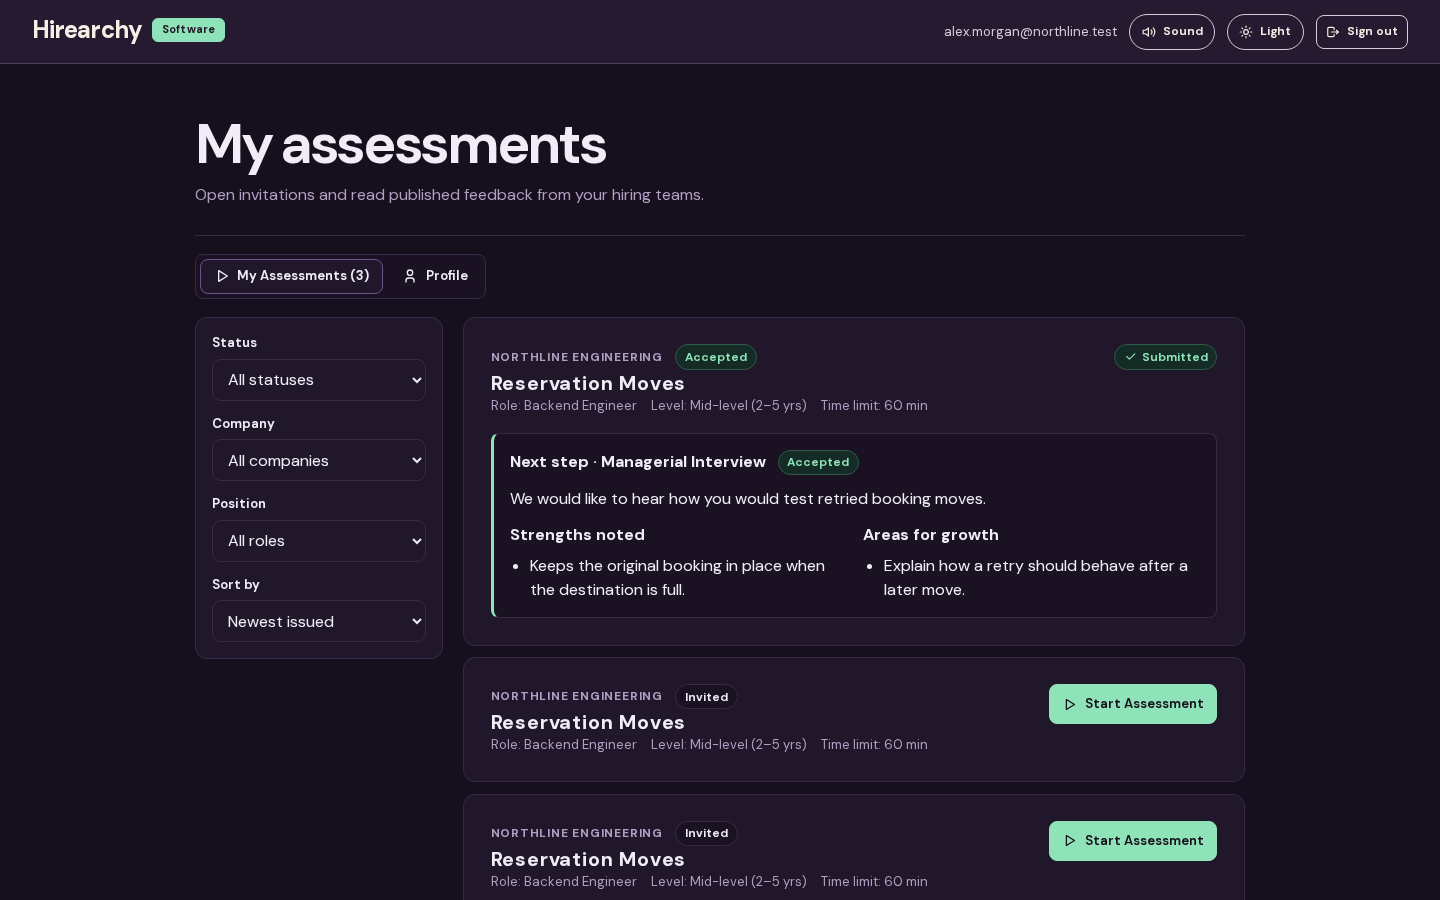 Hirearchy Software
alex.morgan@northline.test Sound Light Sign out
My assessments
Open invitations and read published feedback from your hiring teams.
My Assessments (3) Profile
Status
All statuses
Company
All companies
Position
All roles
Sort by
Newest issued
NORTHLINE ENGINEERING Accepted Submitted
Reservation Moves
Role: Backend Engineer Level: Mid-level (2–5 yrs) Time limit: 60 min
Next step · Managerial Interview Accepted
We would like to hear how you would test retried booking moves.
Strengths noted
Keeps the original booking in place when
the destination is full.
Areas for growth
Explain how a retry should behave after a
later move.
NORTHLINE ENGINEERING Invited Start Assessment
Reservation Moves
Role: Backend Engineer Level: Mid-level (2–5 yrs) Time limit: 60 min
NORTHLINE ENGINEERING Invited Start Assessment
Reservation Moves
Role: Backend Engineer Level: Mid-level (2–5 yrs) Time limit: 60 min